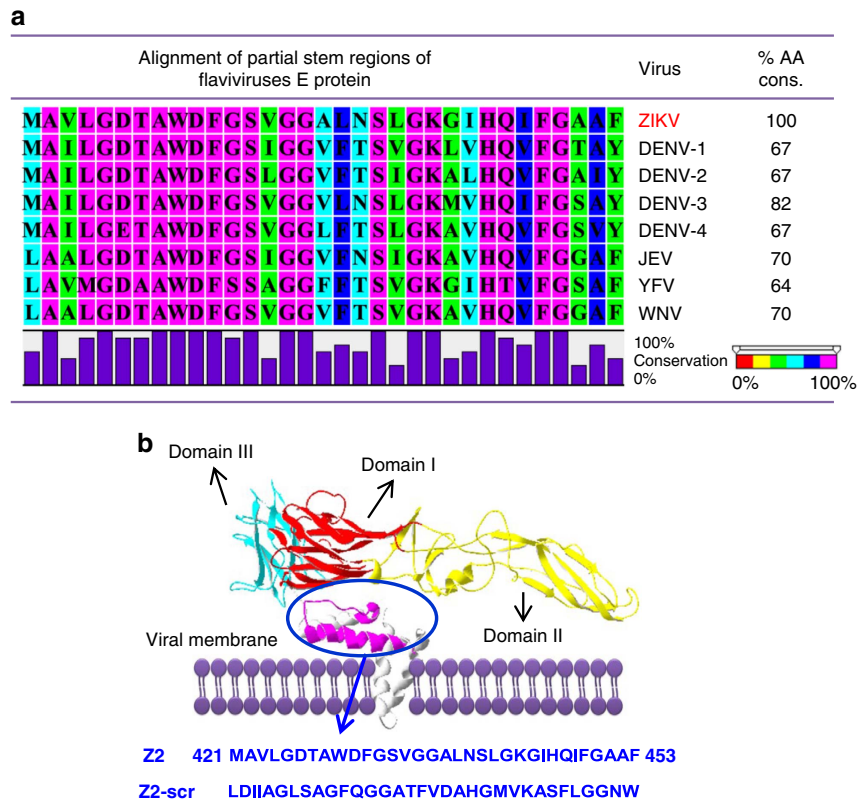 a
Alignment of partial stem regions of
flaviviruses E protein
Virus
% AA
cons.
MAVLGDTAWDFGSVGGALNSLGKGIHQIFGAAF ZIKV 100
MAILGDTAWDFGSIGGVFTSVGKLVHQVFGTAY DENV-1 67
MAILGDTAWDFGSLGGVFTSIGKALHQVFGAIY DENV-2 67
MAILGDTAWDFGSVGGVLNSLGKMVHQIFGSAY DENV-3 82
MAILGETAWDFGSVGGLFTSLGKAVHQVFGSVY DENV-4 67
LAALGDTAWDFGSIGGVFNSIGKAVHQVFGGAF JEV 70
LAVMGDAAWDFSSAGGFFTSVGKGIHTVFGSAF YFV 64
LAALGDTAWDFGSVGGVFTSVGKAVHQVFGGAF WNV 70
100%
Conservation
0%
0% 100%
b
Domain III
Domain I
Domain II
Viral membrane
Z2 421 MAVLGDTAWDFGSVGGALNSLGKGIHQIFGAAF 453
Z2-scr LDIIAGLSAGFQGGATFVDAHGMVKASFLGGNW